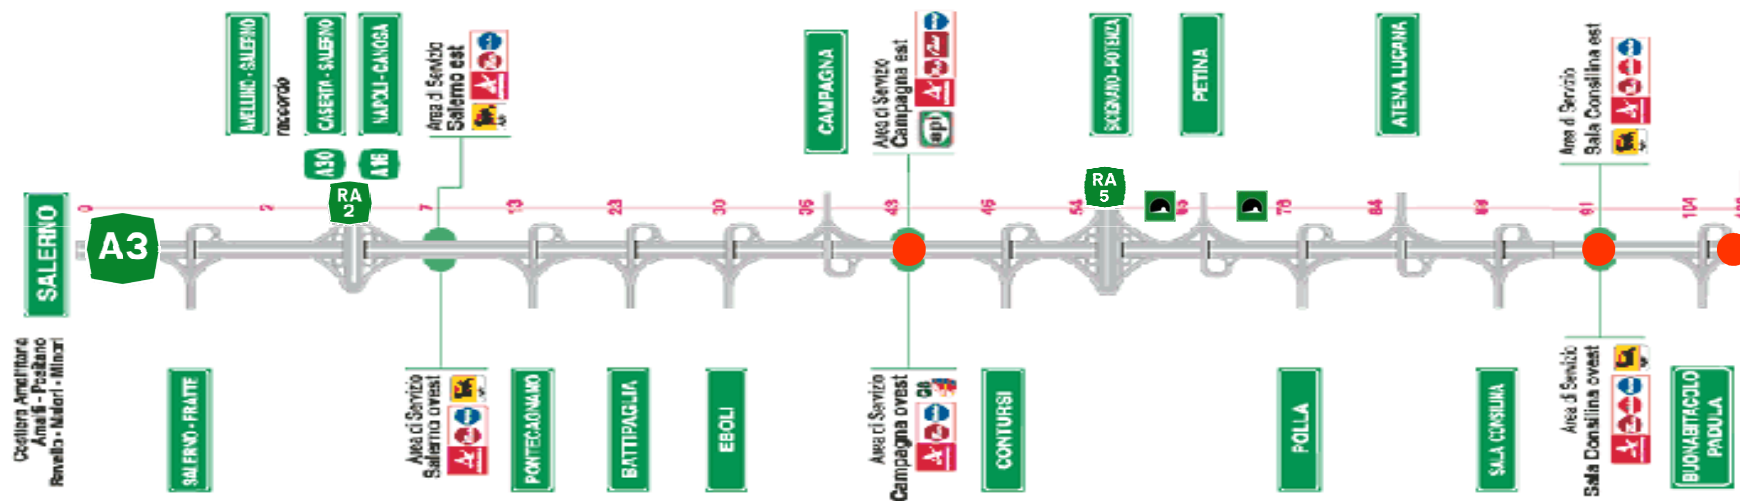 SALERNO
A3
Costiera Amalfitana
Amalfi - Positano
Ravello - Maiori - Minori
0
SALERNO - FRATTE
AVELLINO - SALERNO
raccordo
2
CASERTA - SALERNO
A30
NAPOLI - CANOSA
A16
RA
2
Area di Servizio
Salerno est
7
Area di Servizio
Salerno ovest
13
PONTECAGNANO
23
BATTIPAGLIA
30
EBOLI
CAMPAGNA
36
Area di Servizio
Campagna est
api
43
Area di Servizio
Campagna ovest
46
CONTURSI
SICIGNANO - POTENZA
54
RA
5
PETINA
65
78
POLLA
ATENA LUCANA
84
SALA CONSILINA
Area di Servizio
Sala Consilina est
91
Area di Servizio
Sala Consilina ovest
104
BUONABITACOLO
PADULA